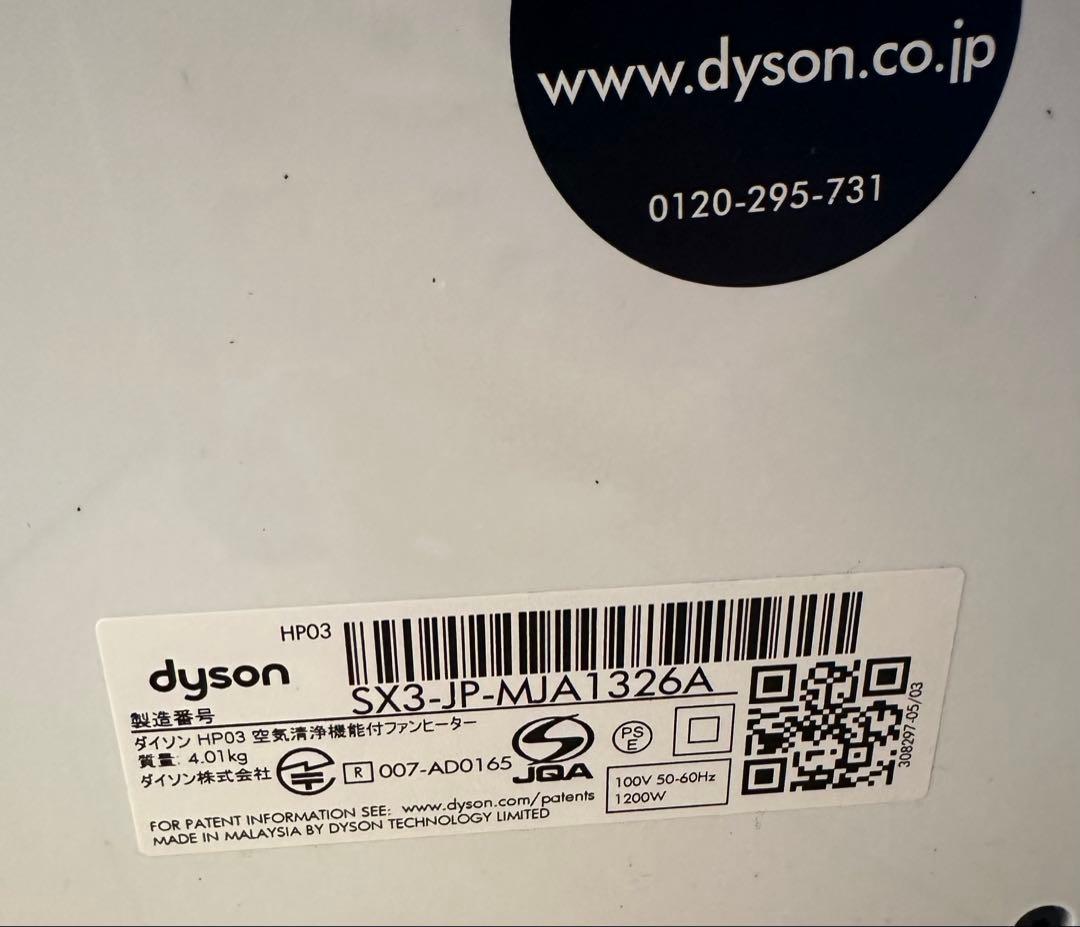 www.dyson.co.jp
0120-295-731
HP03
dyson
SX3-JP-MJA1326A
製造番号
ダイソン HP03 空気清浄機能付ファンヒーター
質量: 4.01kg
ダイソン株式会社
R 007-AD0165
JQA
PS
E
100V 50-60Hz
1200W
308297-05/03
FOR PATENT INFORMATION SEE: www.dyson.com/patents
MADE IN MALAYSIA BY DYSON TECHNOLOGY LIMITED